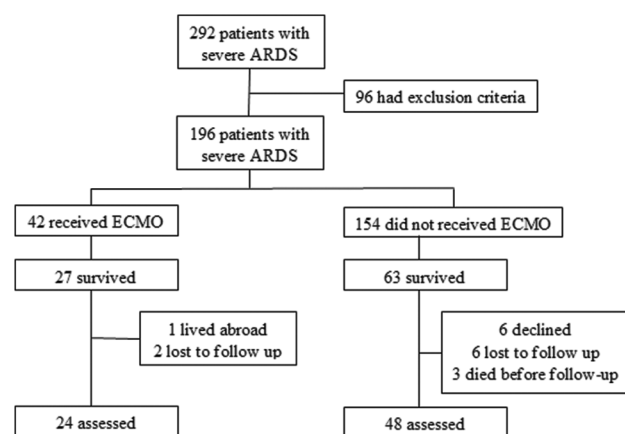 292 patients with
severe ARDS
96 had exclusion criteria
196 patients with
severe ARDS
42 received ECMO
154 did not received ECMO
27 survived
63 survived
1 lived abroad
2 lost to follow up
6 declined
6 lost to follow up
3 died before follow-up
24 assessed
48 assessed